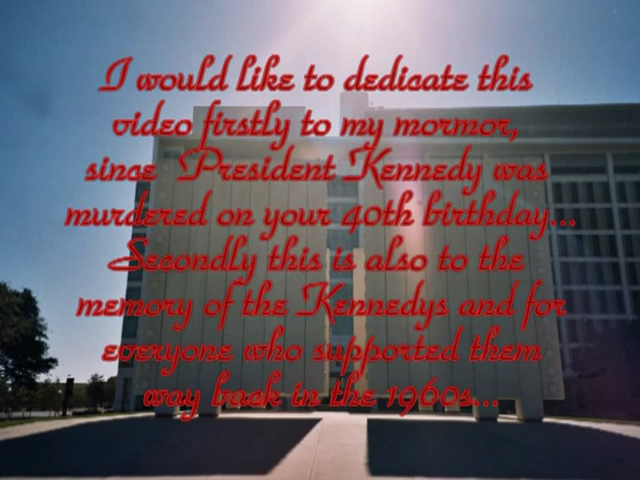 I would like to dedicate this
video firstly to my mormor,
since President Kennedy was
murdered on your 40th birthday...
Secondly this is also to the
memory of the Kennedys and for
everyone who supported them
way back in the 1960s...